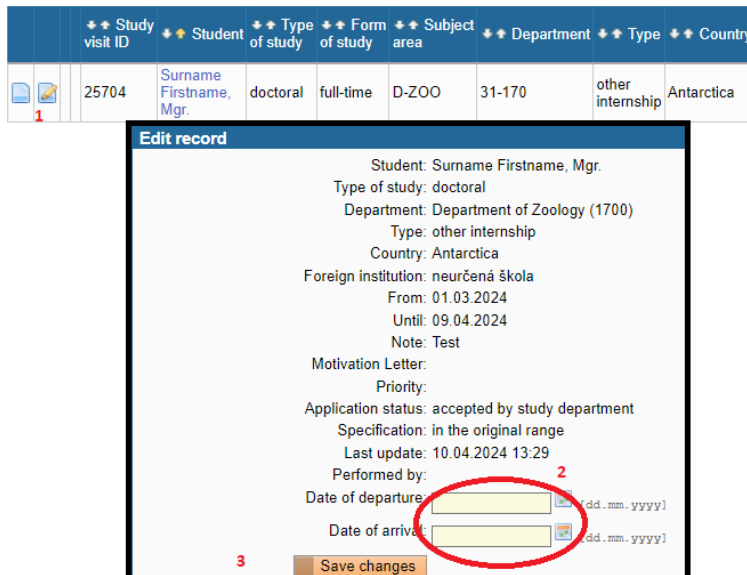 Study visit ID Student Type of study Form of study Subject area Department Type Country
25704 Surname Firstname, Mgr. doctoral full-time D-ZOO 31-170 other internship Antarctica
1
Edit record
Student: Surname Firstname, Mgr.
Type of study: doctoral
Department: Department of Zoology (1700)
Type: other internship
Country: Antarctica
Foreign institution: neurčená škola
From: 01.03.2024
Until: 09.04.2024
Note: Test
Motivation Letter:
Priority:
Application status: accepted by study department
Specification: in the original range
Last update: 10.04.2024 13:29
Performed by:
2
Date of departure: [dd.mm.yyyy]
Date of arrival: [dd.mm.yyyy]
3 Save changes